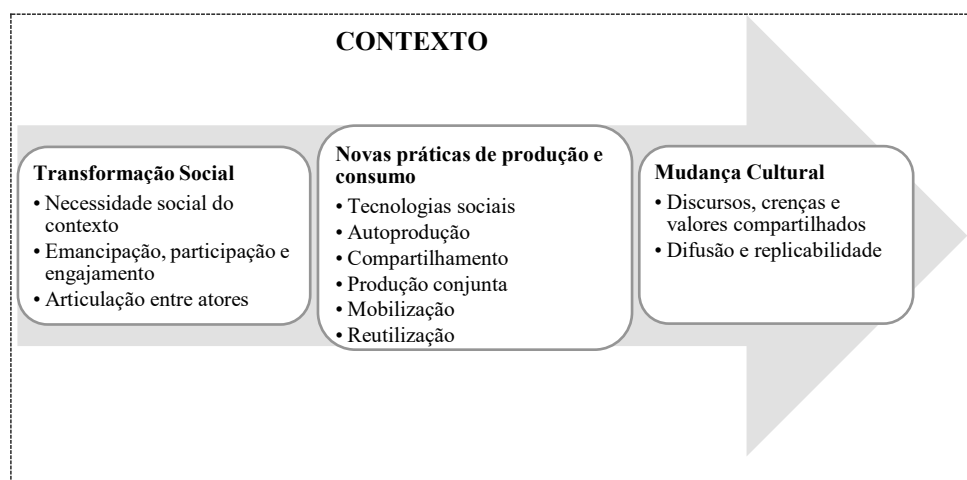 CONTEXTO
Transformação Social
• Necessidade social do
contexto
• Emancipação, participação e
engajamento
• Articulação entre atores
Novas práticas de produção e
consumo
• Tecnologias sociais
• Autoprodução
• Compartilhamento
• Produção conjunta
• Mobilização
• Reutilização
Mudança Cultural
• Discursos, crenças e
valores compartilhados
• Difusão e replicabilidade